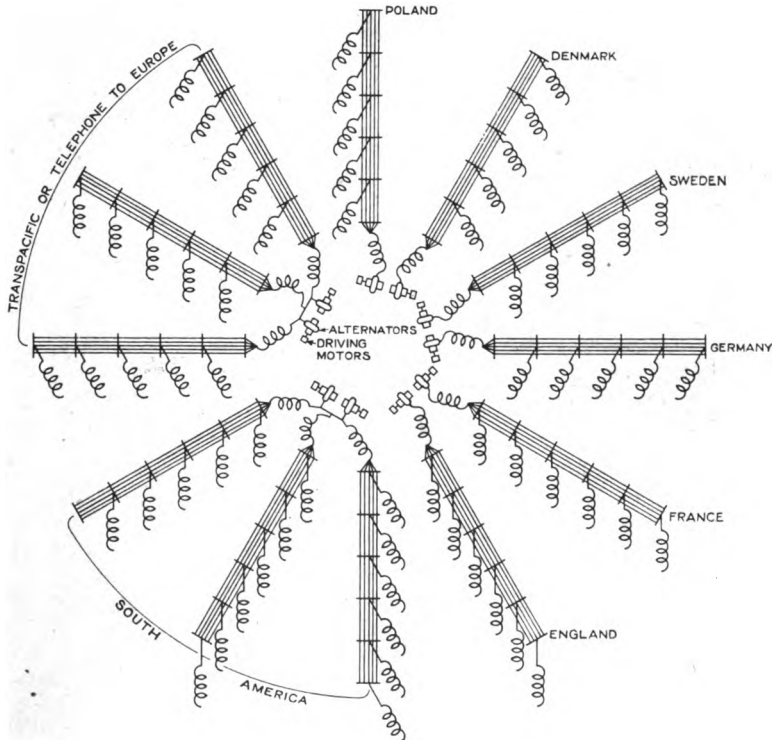 POLAND
DENMARK
TRANSPACIFIC OR TELEPHONE TO EUROPE
SWEDEN
ALTERNATORS
DRIVING
MOTORS
GERMANY
FRANCE
SOUTH
ENGLAND
AMERICA